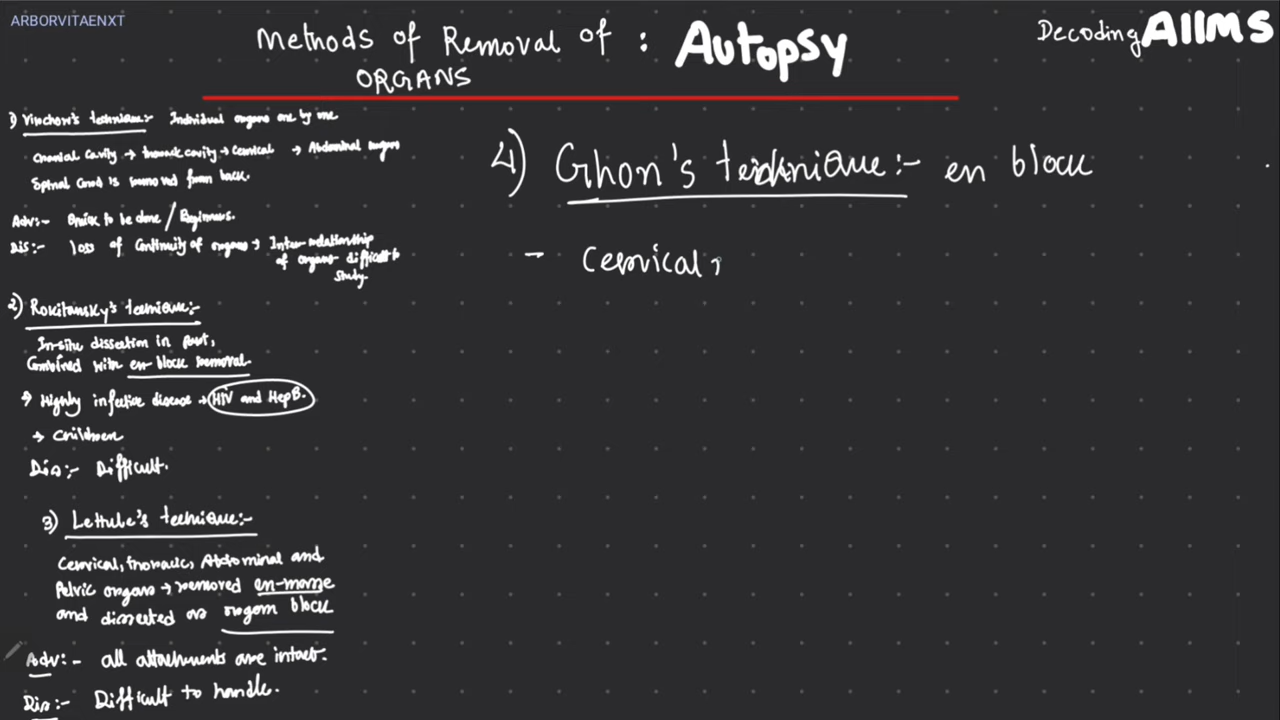 ARBORVITAENXT
Methods of Removal of : Autopsy
ORGANS
Decoding AIIMS
1) Virchow's technique:- Individual organs one by one
Cranial cavity → thoracic cavity → Cervical → Abdominal organs
Spinal Cord is removed from back.
Adv:- Quick to be done / Beginners.
Dis:- loss of Continuity of organs → Inter-relationship
of organs difficult to
study
2) Rokitansky's technique:-
In-situ dissection in part,
Combined with en-block removal
→ Highly infective disease → HIV and HepB.
→ Children
Dis:- Difficult.
3) Lettule's technique:-
Cervical, thoracic, Abdominal and
Pelvic organs → removed en-masse
and dissected as organ block
Adv:- all attachments are intact.
Dis:- Difficult to handle.
4) Ghon's technique:- en block
- Cervical,